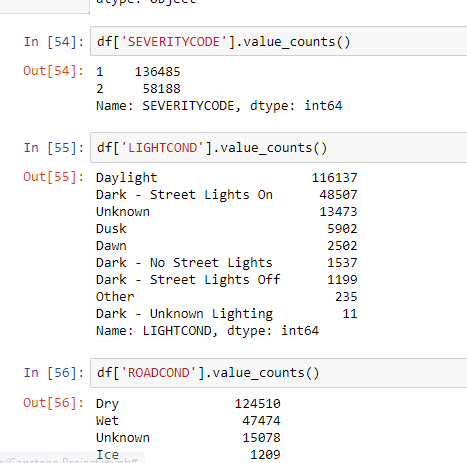 dtype: object
In [54]: df['SEVERITYCODE'].value_counts()
Out[54]: 1    136485
2     58188
Name: SEVERITYCODE, dtype: int64
In [55]: df['LIGHTCOND'].value_counts()
Out[55]: Daylight                    116137
Dark - Street Lights On      48507
Unknown                      13473
Dusk                          5902
Dawn                          2502
Dark - No Street Lights       1537
Dark - Street Lights Off      1199
Other                          235
Dark - Unknown Lighting         11
Name: LIGHTCOND, dtype: int64
In [56]: df['ROADCOND'].value_counts()
Out[56]: Dry               124510
Wet                47474
Unknown            15078
Ice                 1209